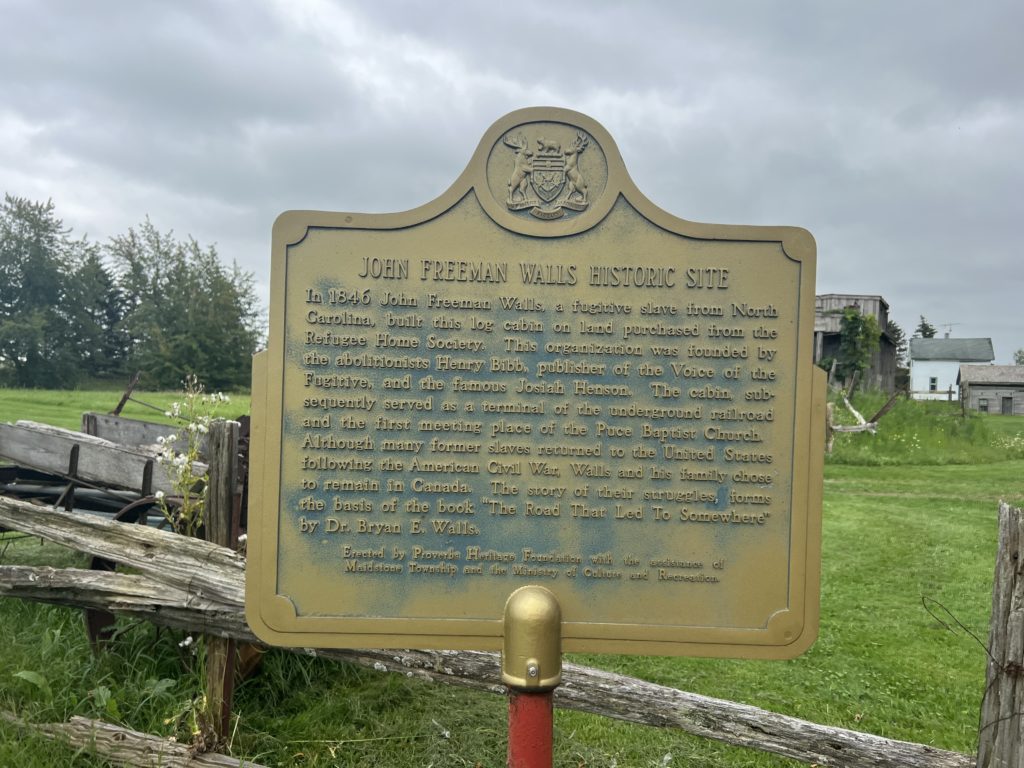 JOHN FREEMAN WALLS HISTORIC SITE
In 1846 John Freeman Walls, a fugitive slave from North
Carolina, built this log cabin on land purchased from the
Refugee Home Society. This organization was founded by
the abolitionists Henry Bibb, publisher of the Voice of the
Fugitive, and the famous Josiah Henson. The cabin, sub-
sequently served as a terminal of the underground railroad
and the first meeting place of the Puce Baptist Church.
Although many former slaves returned to the United States
following the American Civil War, Walls and his family chose
to remain in Canada. The story of their struggles, forms
the basis of the book "The Road That Led To Somewhere"
by Dr. Bryan E. Walls.
Erected by Proverbs Heritage Foundation with the assistance of
Maidstone Township and the Ministry of Culture and Recreation.